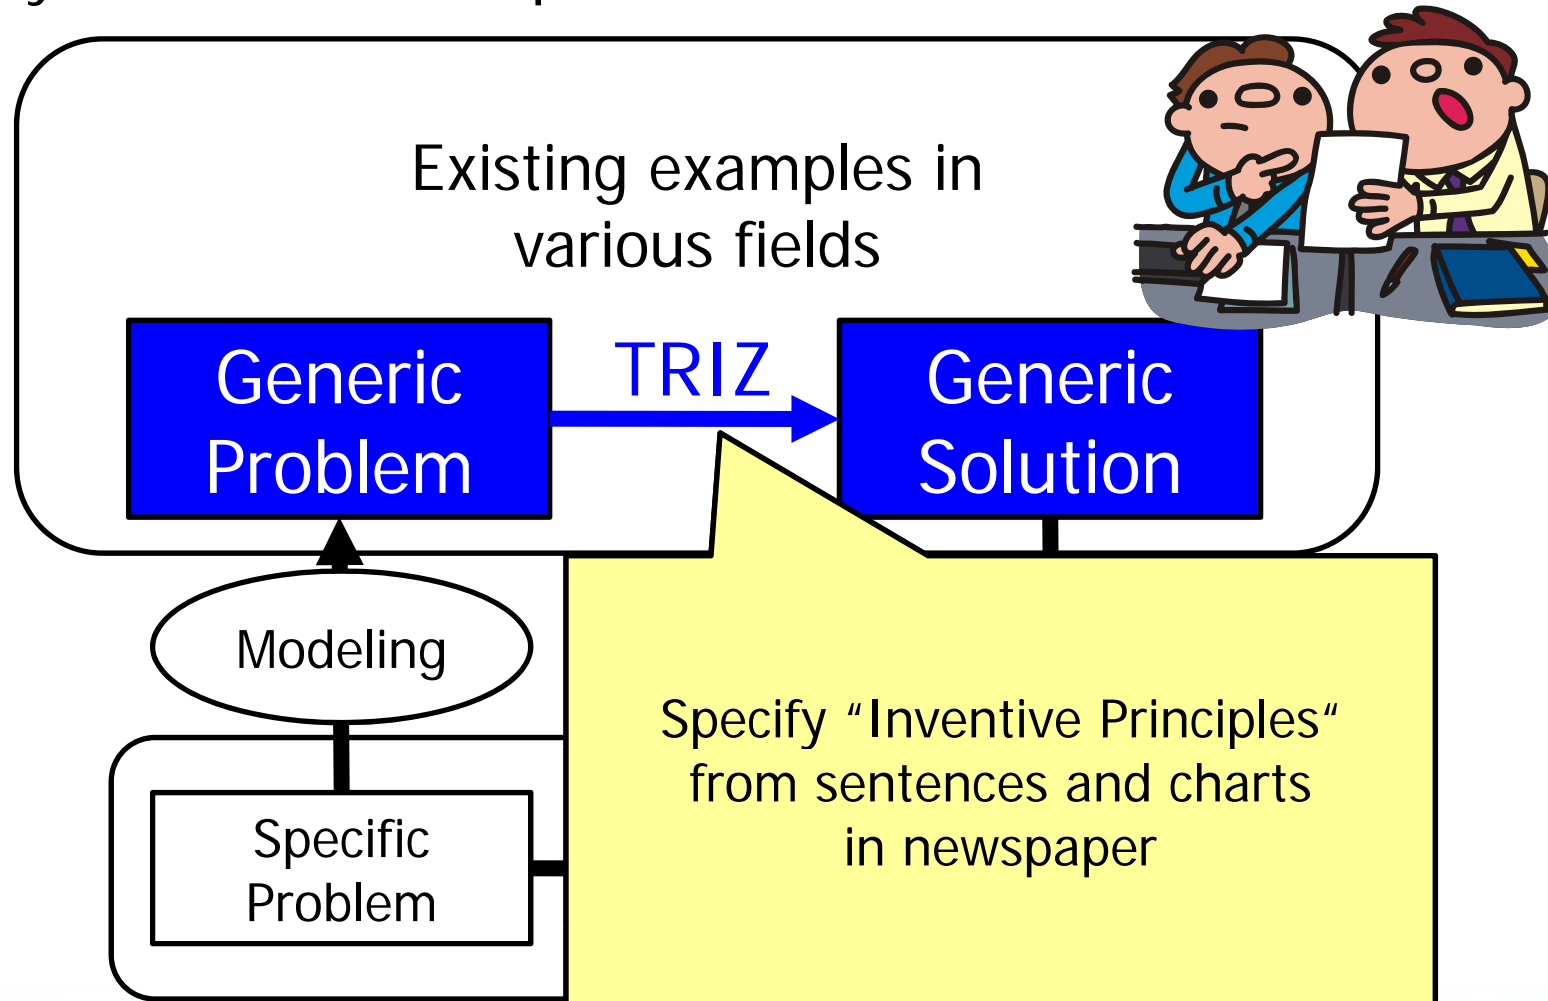 Existing examples in
various fields
Generic
Problem
TRIZ
Generic
Solution
Modeling
Specify “Inventive Principles“
from sentences and charts
in newspaper
Specific
Problem